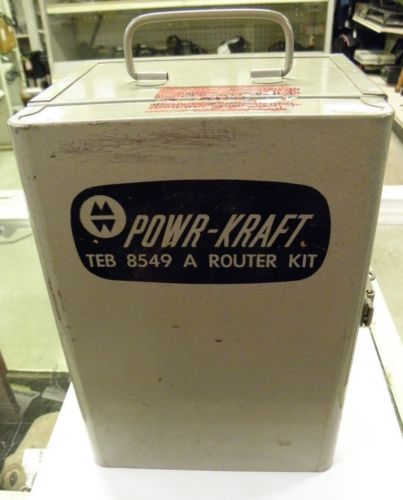 POWR-KRAFT
TEB 8549 A ROUTER KIT